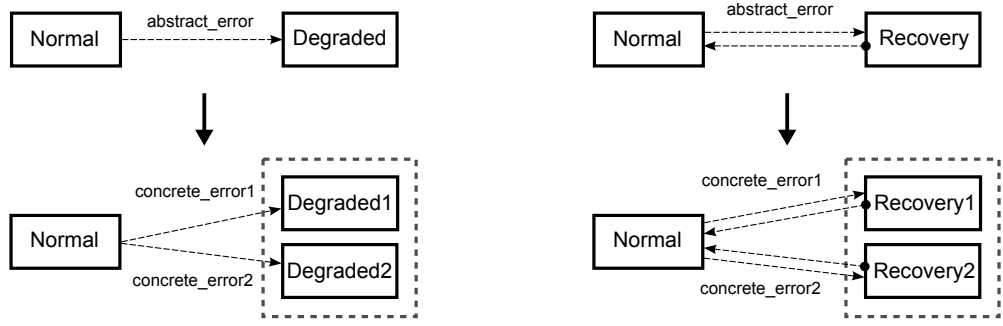 abstract_error
Normal
Degraded
concrete_error1
Degraded1
Normal
Degraded2
concrete_error2
abstract_error
Normal
Recovery
concrete_error1
Recovery1
Normal
Recovery2
concrete_error2